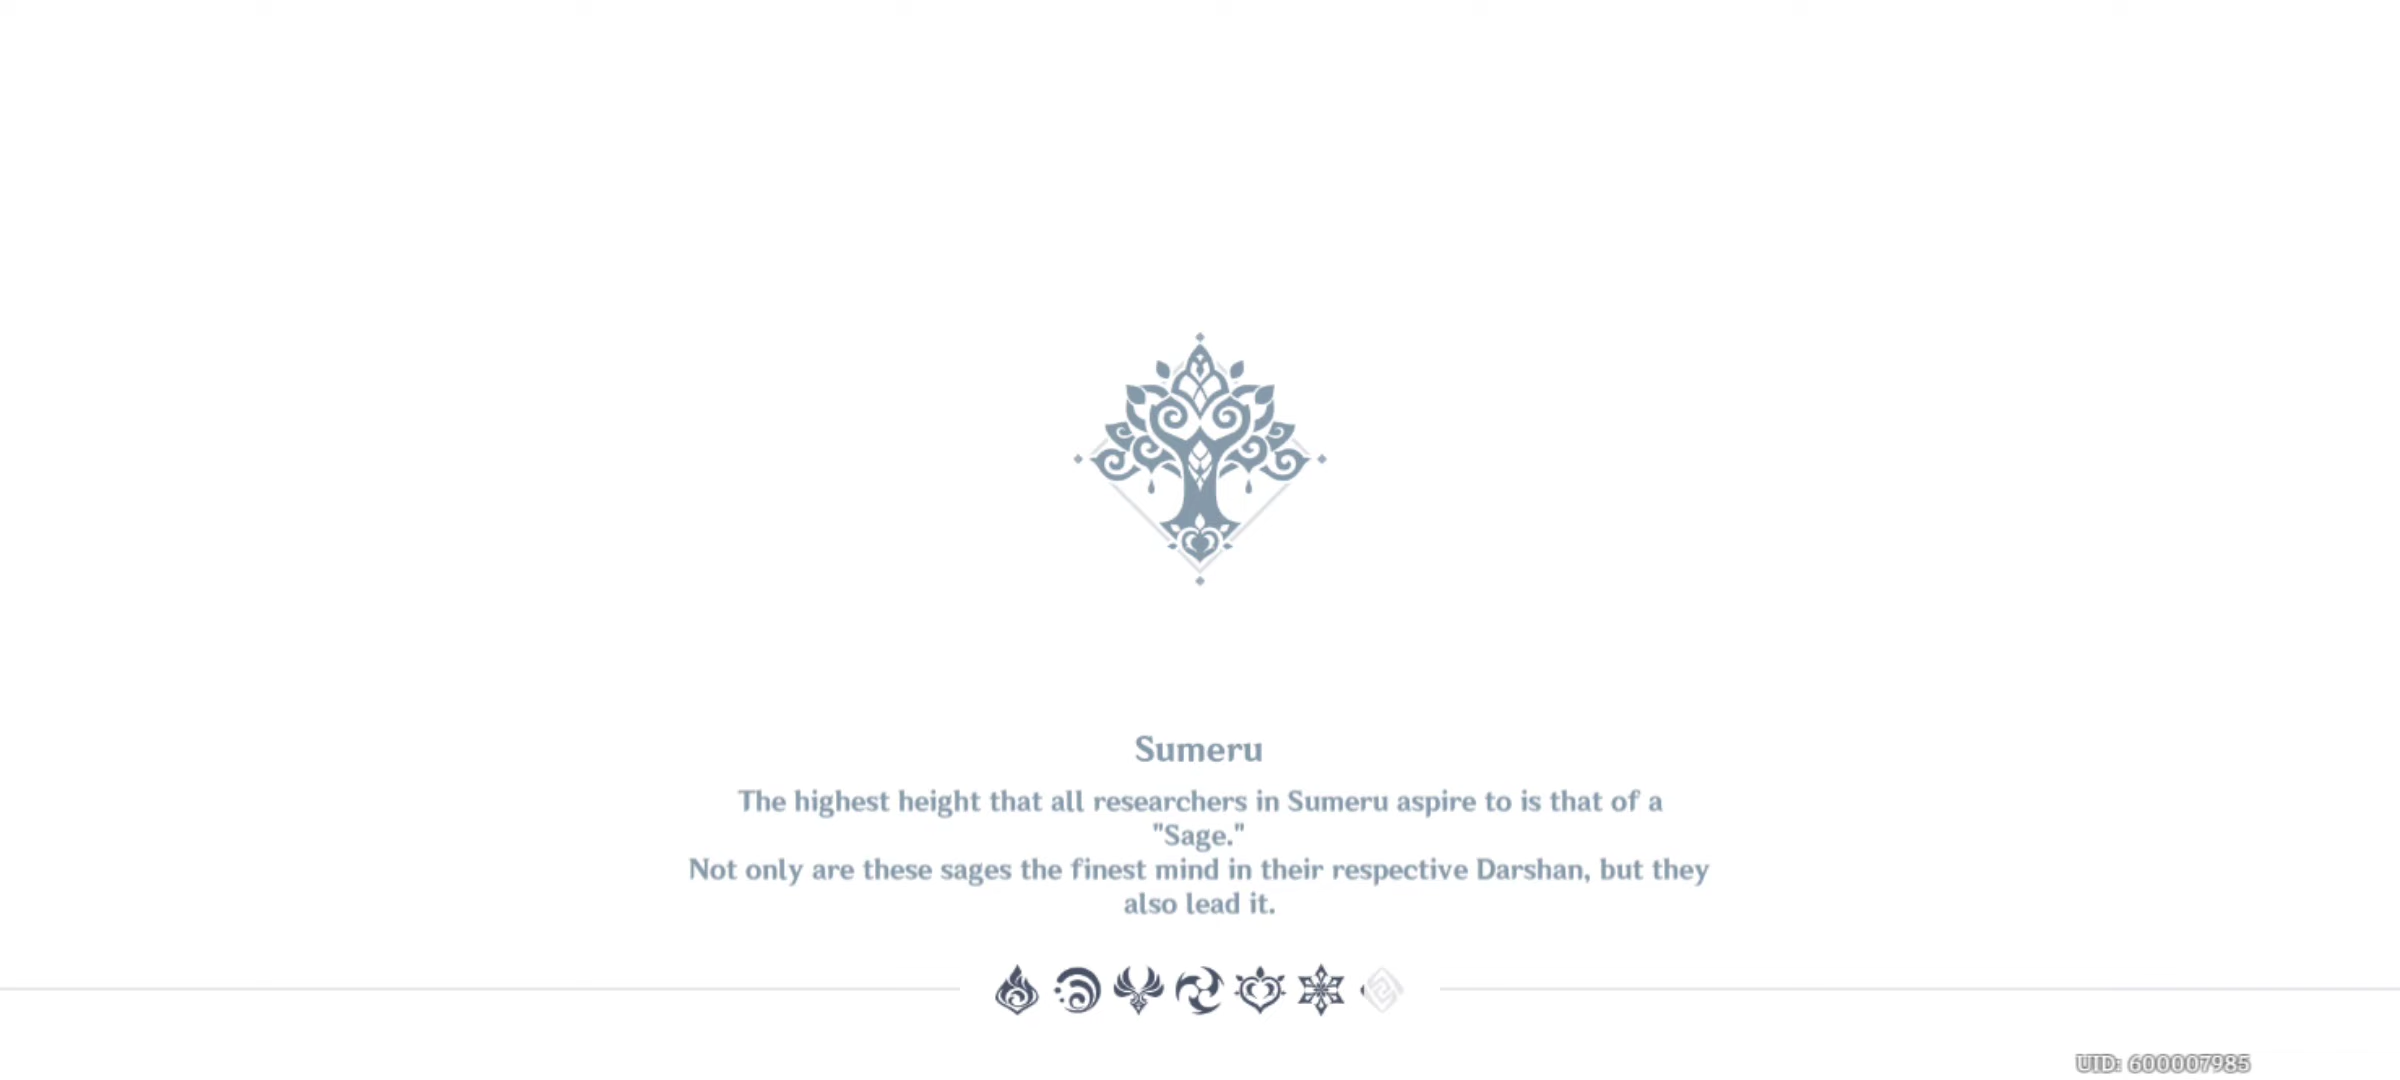 Sumeru
The highest height that all researchers in Sumeru aspire to is that of a
"Sage."
Not only are these sages the finest mind in their respective Darshan, but they
also lead it.
UID: 600007985